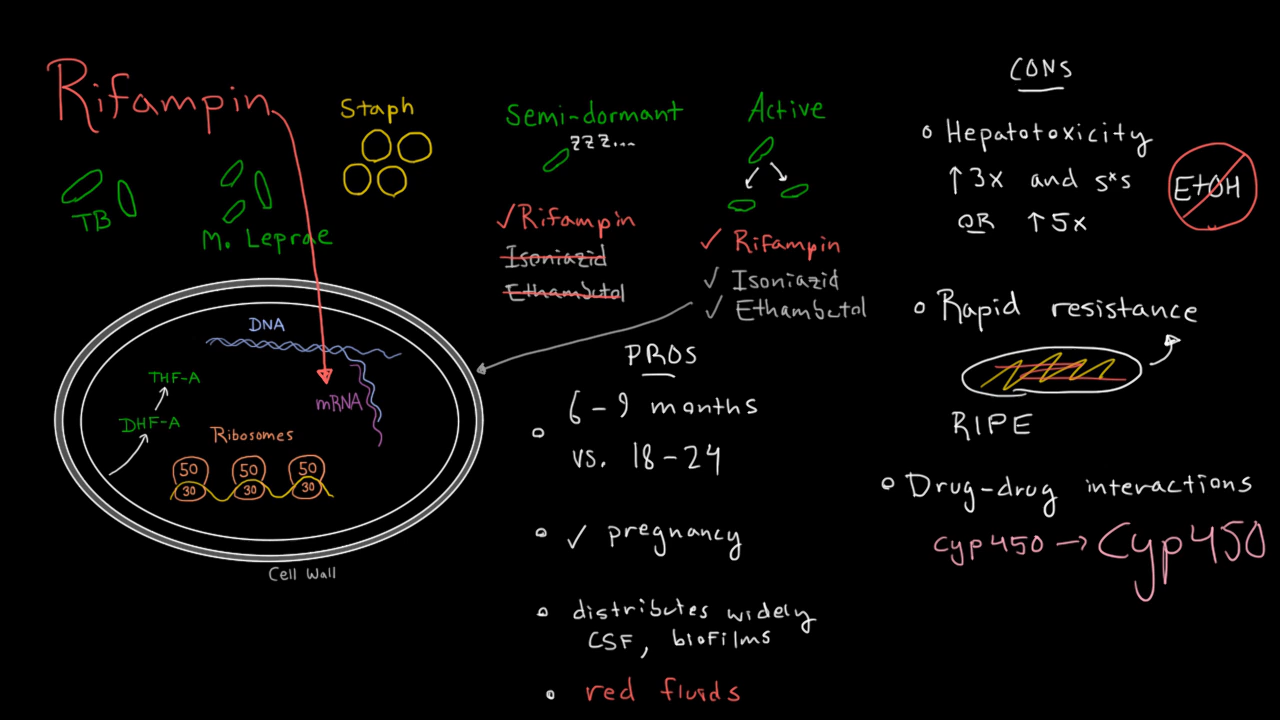 Rifampin
TB
M. Leprae
Staph
DNA
THF-A
DHF-A
mRNA
Ribosomes
50 50 50
30 30 30
Cell Wall
Semi-dormant
zzz...
✓Rifampin
Isoniazid
Ethambutol
Active
✓ Rifampin
✓ Isoniazid
✓ Ethambutol
PROS
6-9 months
vs. 18-24
✓ pregnancy
distributes widely
CSF, biofilms
red fluids
CONS
Hepatotoxicity
↑3x and sxs
OR ↑5x
EtOH
Rapid resistance
RIPE
Drug-drug interactions
Cyp450 → Cyp450